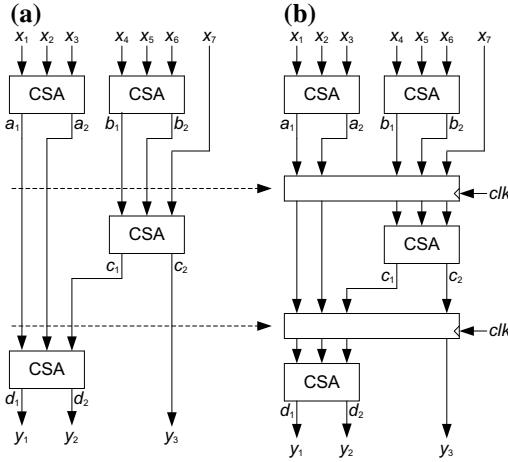 (a)
x₁ x₂ x₃ x₄ x₅ x₆ x₇
CSA CSA
a₁ a₂ b₁ b₂
CSA
c₁ c₂
CSA
d₁ d₂
y₁ y₂ y₃
(b)
x₁ x₂ x₃ x₄ x₅ x₆ x₇
CSA CSA
a₁ a₂ b₁ b₂
clk
CSA
c₁ c₂
clk
CSA
d₁ d₂
y₁ y₂ y₃